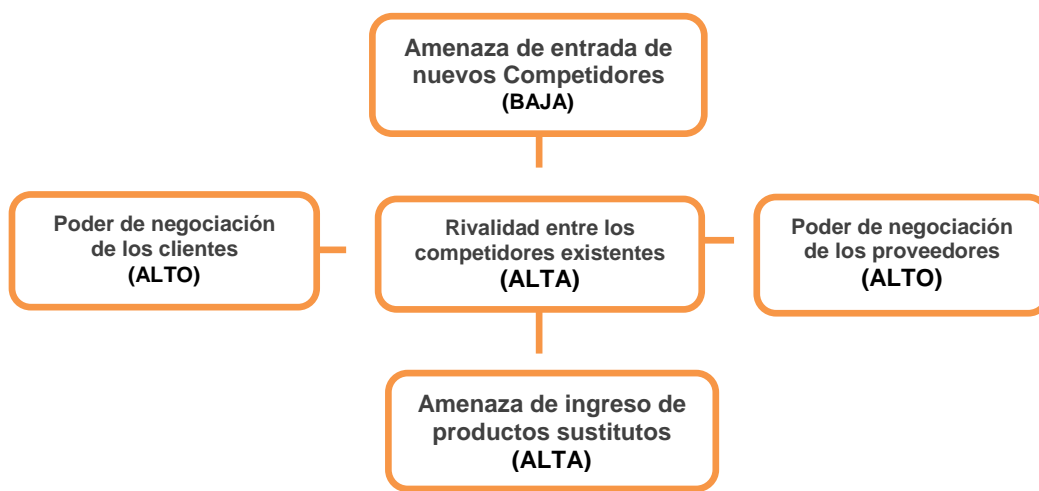 Amenaza de entrada de
nuevos Competidores
(BAJA)
Poder de negociación
de los clientes
(ALTO)
Rivalidad entre los
competidores existentes
(ALTA)
Poder de negociación
de los proveedores
(ALTO)
Amenaza de ingreso de
productos sustitutos
(ALTA)